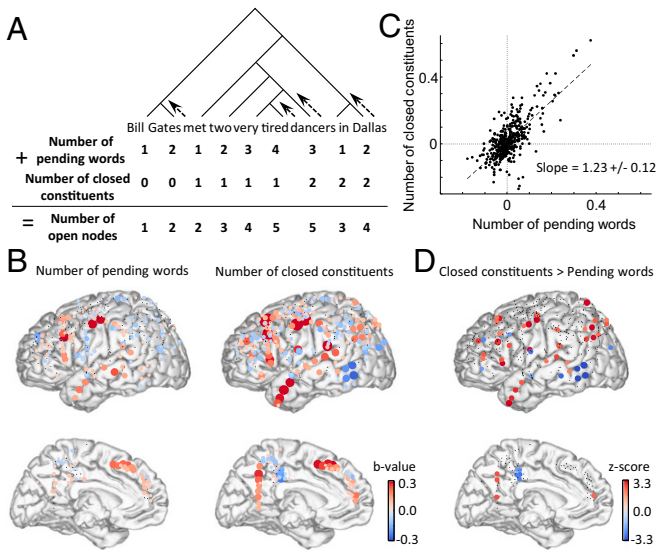 A
Bill Gates met two very tired dancers in Dallas
+ Number of pending words 1 2 1 2 3 4 3 1 2
Number of closed constituents 0 0 1 1 1 1 2 2 2
= Number of open nodes 1 2 2 3 4 5 5 3 4
C
Number of closed constituents
0.4
0
Slope = 1.23 +/- 0.12
0 0.4
Number of pending words
B
Number of pending words
Number of closed constituents
b-value
0.3
0.0
-0.3
D
Closed constituents > Pending words
z-score
3.3
0.0
-3.3